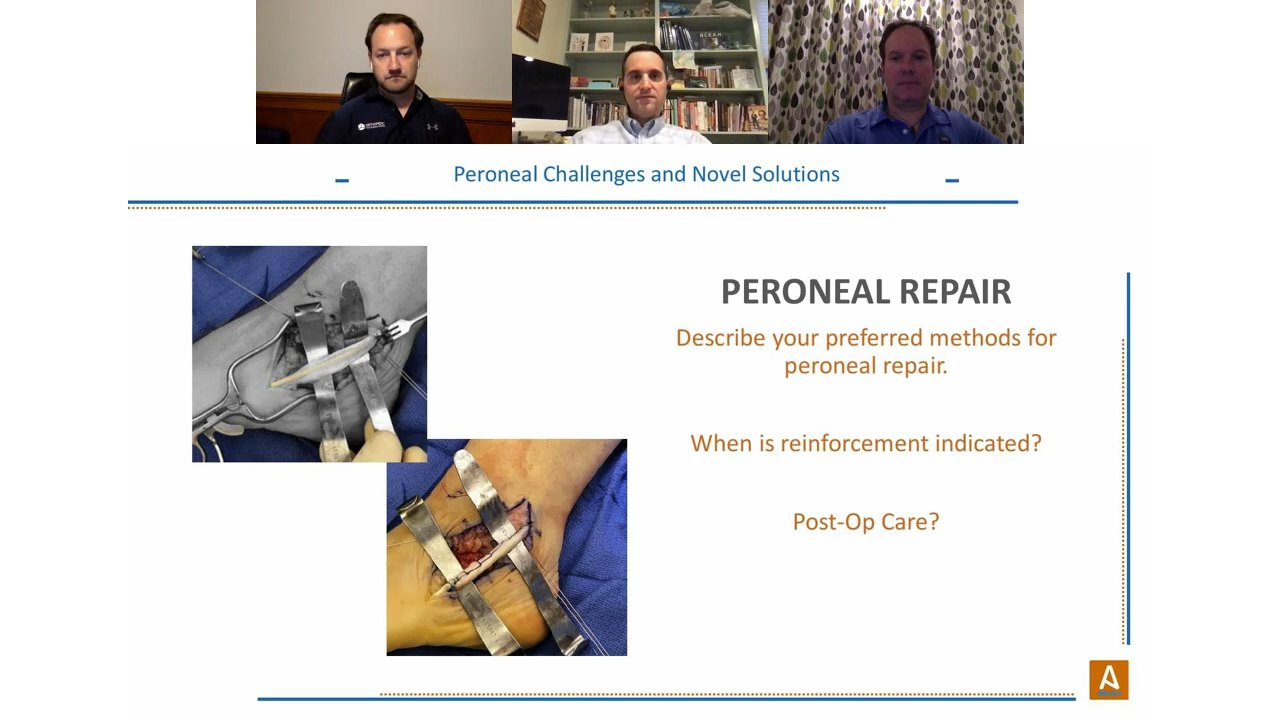 Peroneal Challenges and Novel Solutions
PERONEAL REPAIR
Describe your preferred methods for
peroneal repair.
When is reinforcement indicated?
Post-Op Care?
A